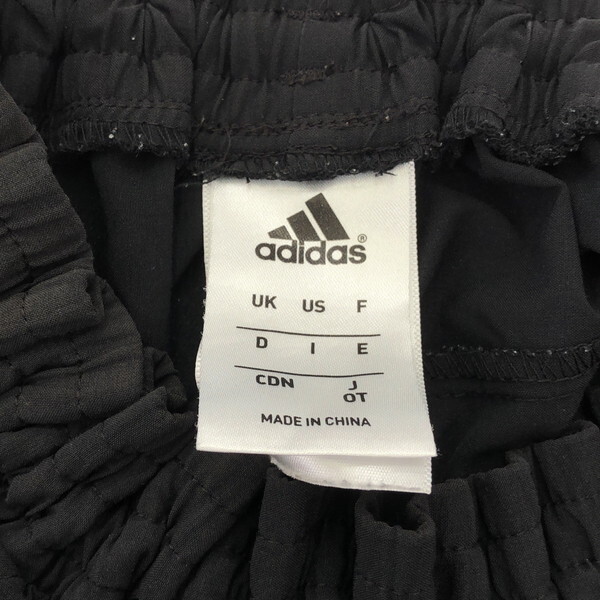 adidas®
UK US F
D I E
CDN J
OT
MADE IN CHINA